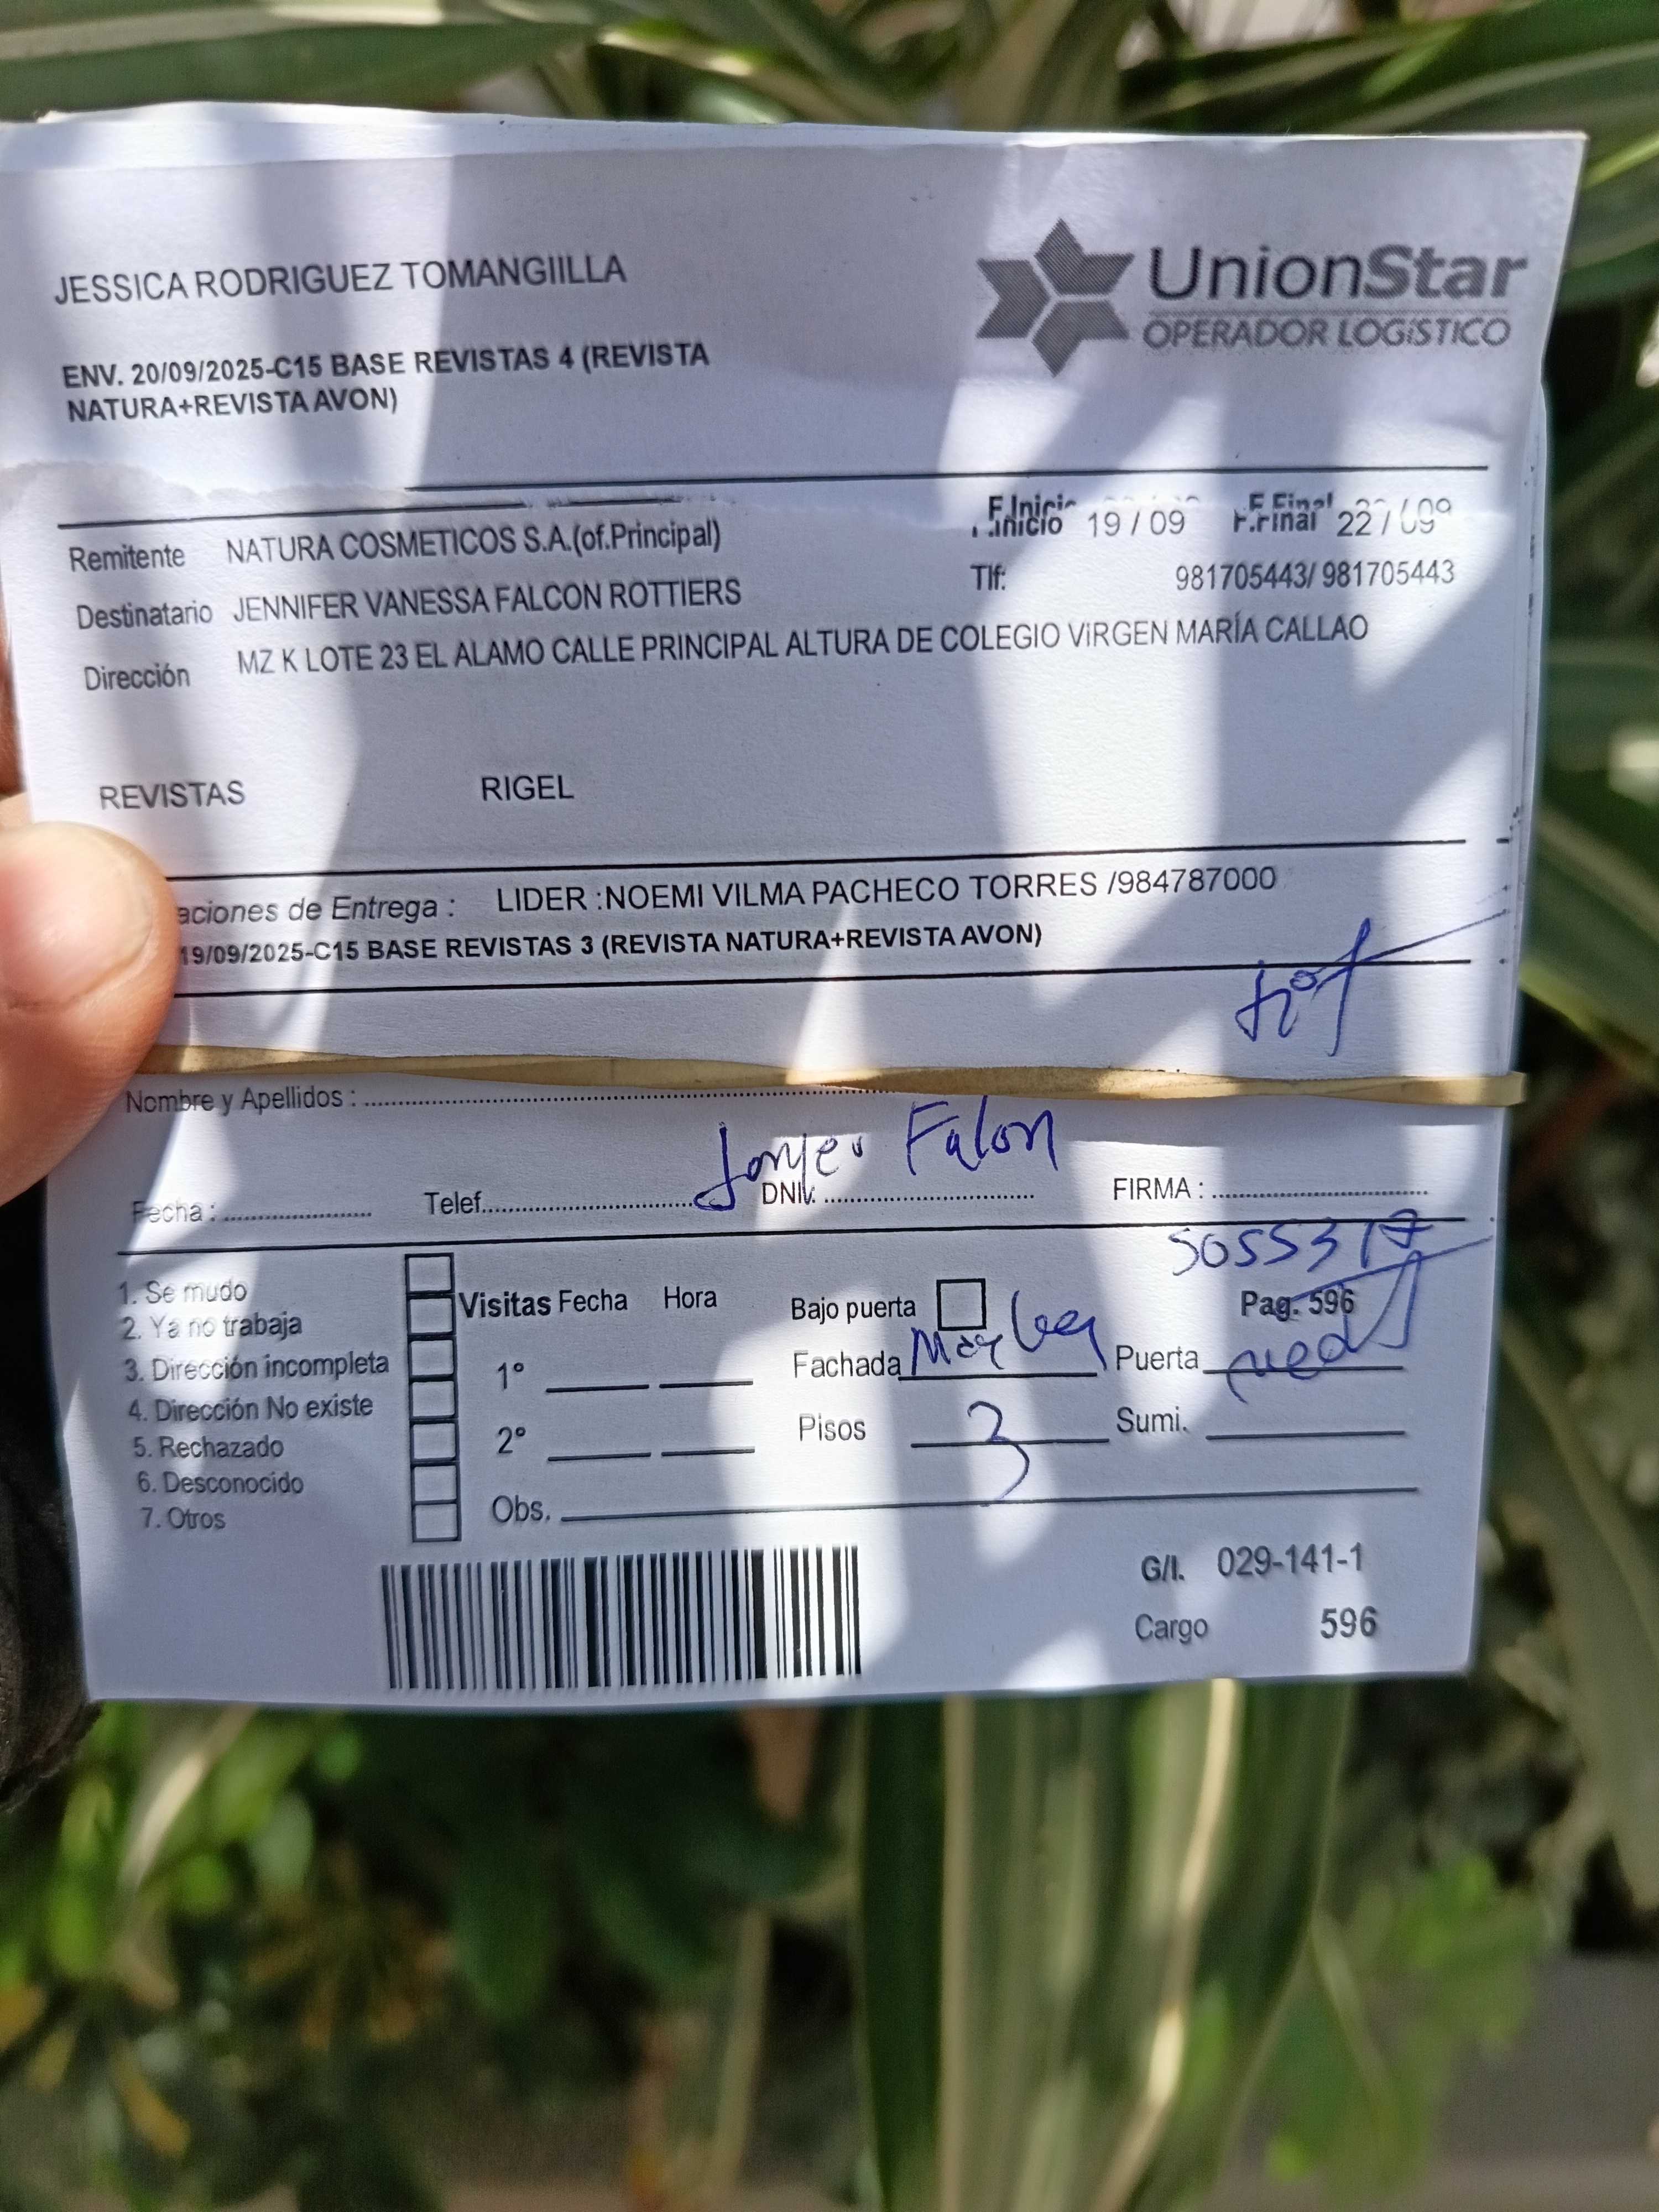 JESSICA RODRIGUEZ TOMANGIILLA
UnionStar
OPERADOR LOGÍSTICO
ENV. 20/09/2025-C15 BASE REVISTAS 4 (REVISTA
NATURA+REVISTA AVON)
F.Inicio 19 / 09 F.Final 22 / 09
Remitente NATURA COSMETICOS S.A.(of.Principal)
Tlf: 981705443/ 981705443
Destinatario JENNIFER VANESSA FALCON ROTTIERS
Dirección MZ K LOTE 23 EL ALAMO CALLE PRINCIPAL ALTURA DE COLEGIO VIRGEN MARÍA CALLAO
REVISTAS RIGEL
aciones de Entrega : LIDER :NOEMI VILMA PACHECO TORRES /984787000
19/09/2025-C15 BASE REVISTAS 3 (REVISTA NATURA+REVISTA AVON)
Nombre y Apellidos :
Falon
Fecha : Telef. DNI. FIRMA :
1. Se mudo
2. Ya no trabaja
3. Dirección incompleta
4. Dirección No existe
5. Rechazado
6. Desconocido
7. Otros
Visitas Fecha Hora
1°
2°
Obs.
Bajo puerta Pag. 596
Fachada Puerta
Pisos 3 Sumi.
G/I. 029-141-1
Cargo 596